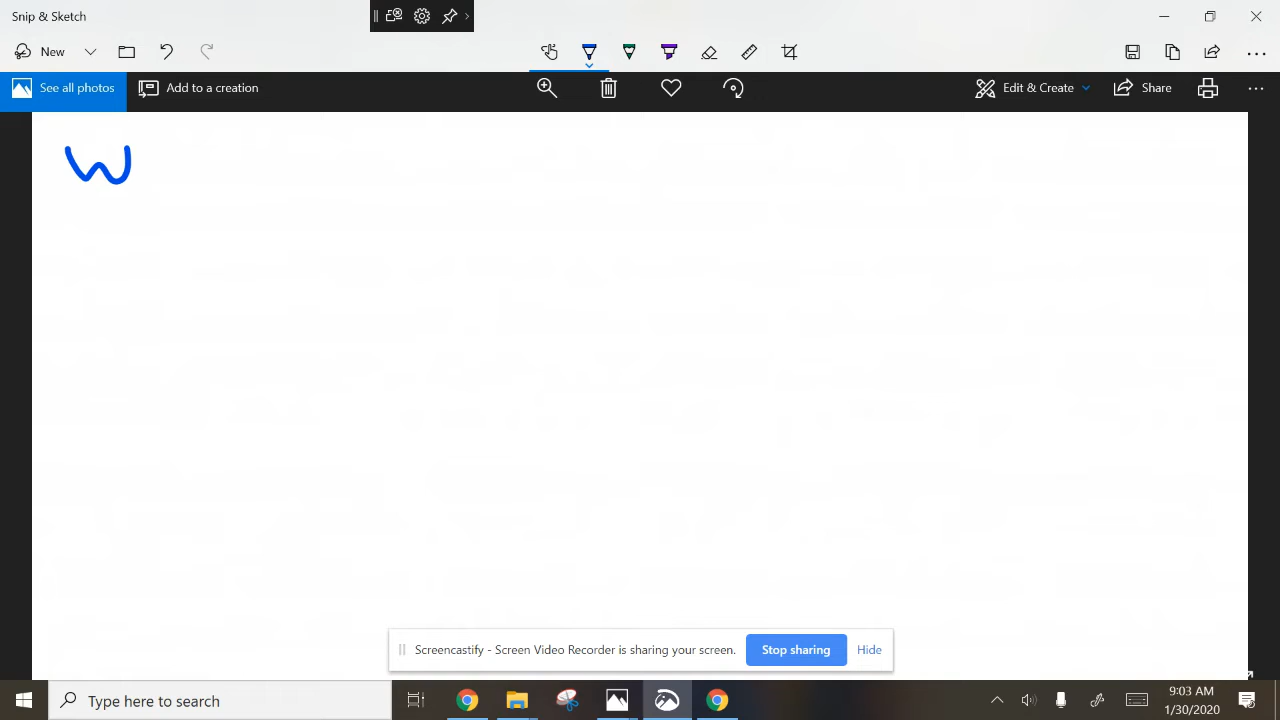 Snip & Sketch
New
See all photos
Add to a creation
Edit & Create
Share
W
Screencastify - Screen Video Recorder is sharing your screen.
Stop sharing
Hide
Type here to search
9:03 AM
1/30/2020